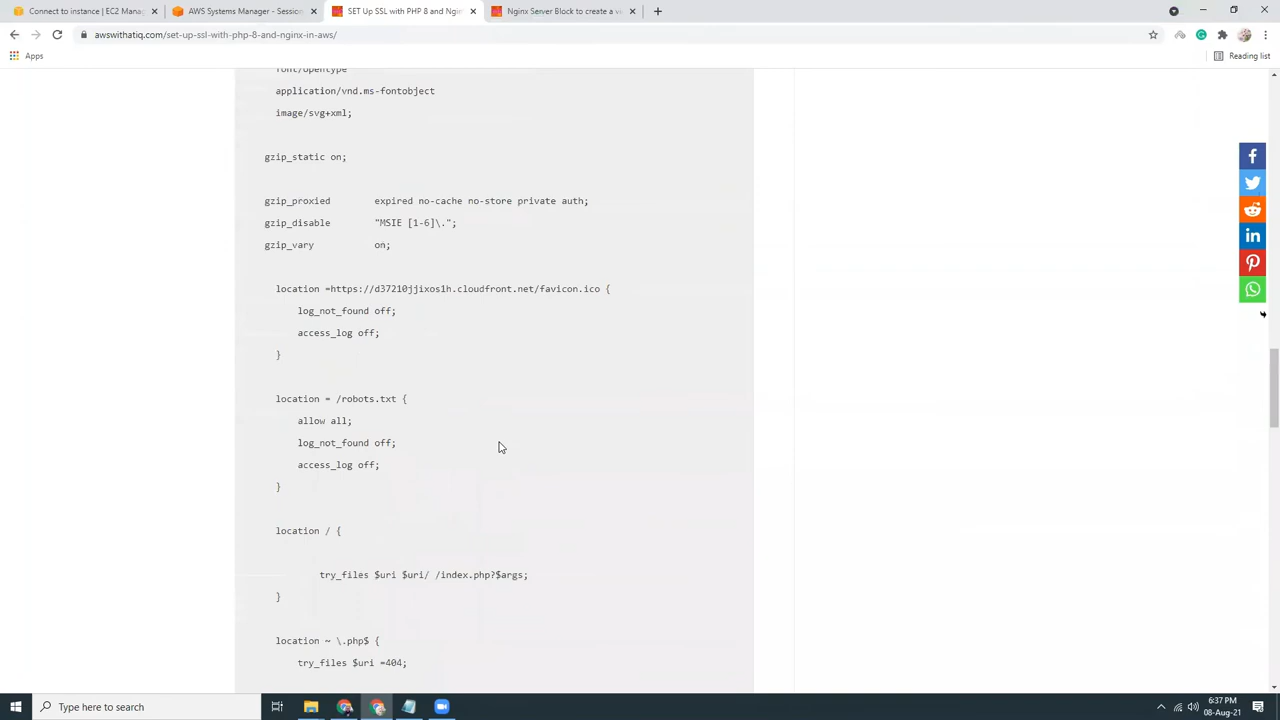 Connect to instance | EC2 Manag
AWS Systems Manager - Session
SET Up SSL with PHP 8 and Nginx
Nginx Server Block to create a vi
awswithatiq.com/set-up-ssl-with-php-8-and-nginx-in-aws/
Apps
Reading list
font/opentype
application/vnd.ms-fontobject
image/svg+xml;
gzip_static on;
gzip_proxied expired no-cache no-store private auth;
gzip_disable "MSIE [1-6]\.";
gzip_vary on;
location =https://d37210jjixos1h.cloudfront.net/favicon.ico {
log_not_found off;
access_log off;
}
location = /robots.txt {
allow all;
log_not_found off;
access_log off;
}
location / {
try_files $uri $uri/ /index.php?$args;
}
location ~ \.php$ {
try_files $uri =404;
Type here to search
6:37 PM
08-Aug-21